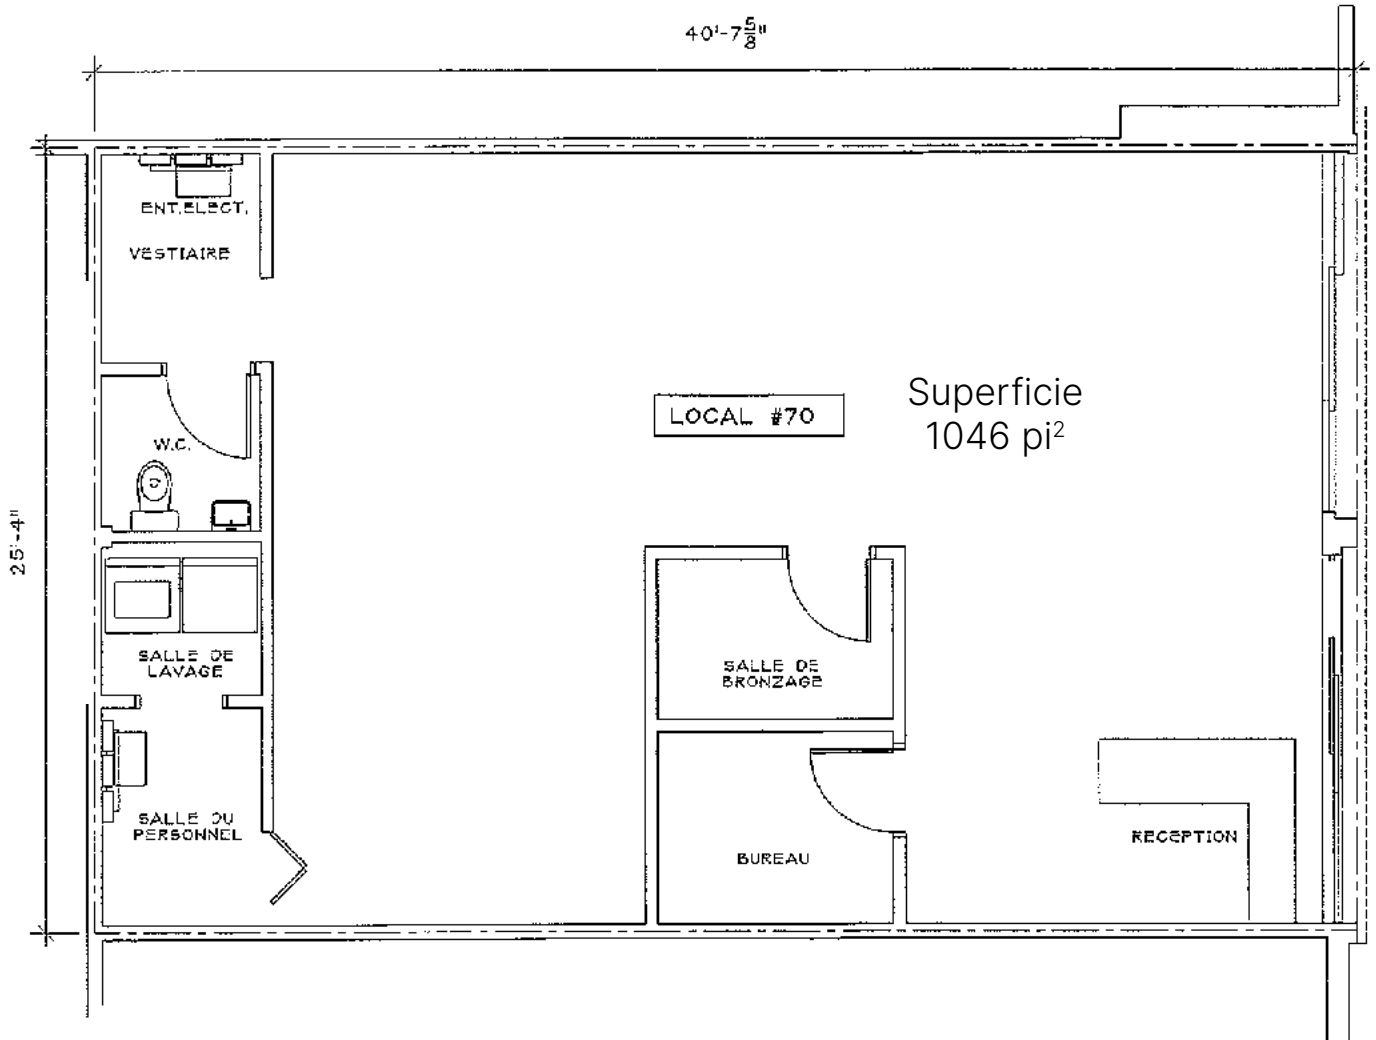 40'-7 5/8"
ENT.ELECT.
VESTIAIRE
Superficie
1046 pi²
LOCAL #70
W.C.
25'-4"
SALLE DE
LAVAGE
SALLE DE
BRONZAGE
SALLE DU
PERSONNEL
RECEPTION
BUREAU